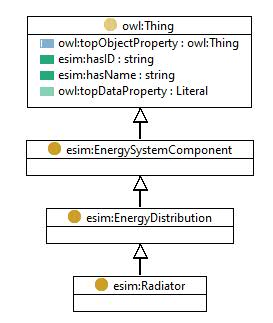 owl:Thing
owl:topObjectProperty : owl:Thing
esim:hasID : string
esim:hasName : string
owl:topDataProperty : Literal
esim:EnergySystemComponent
esim:EnergyDistribution
esim:Radiator